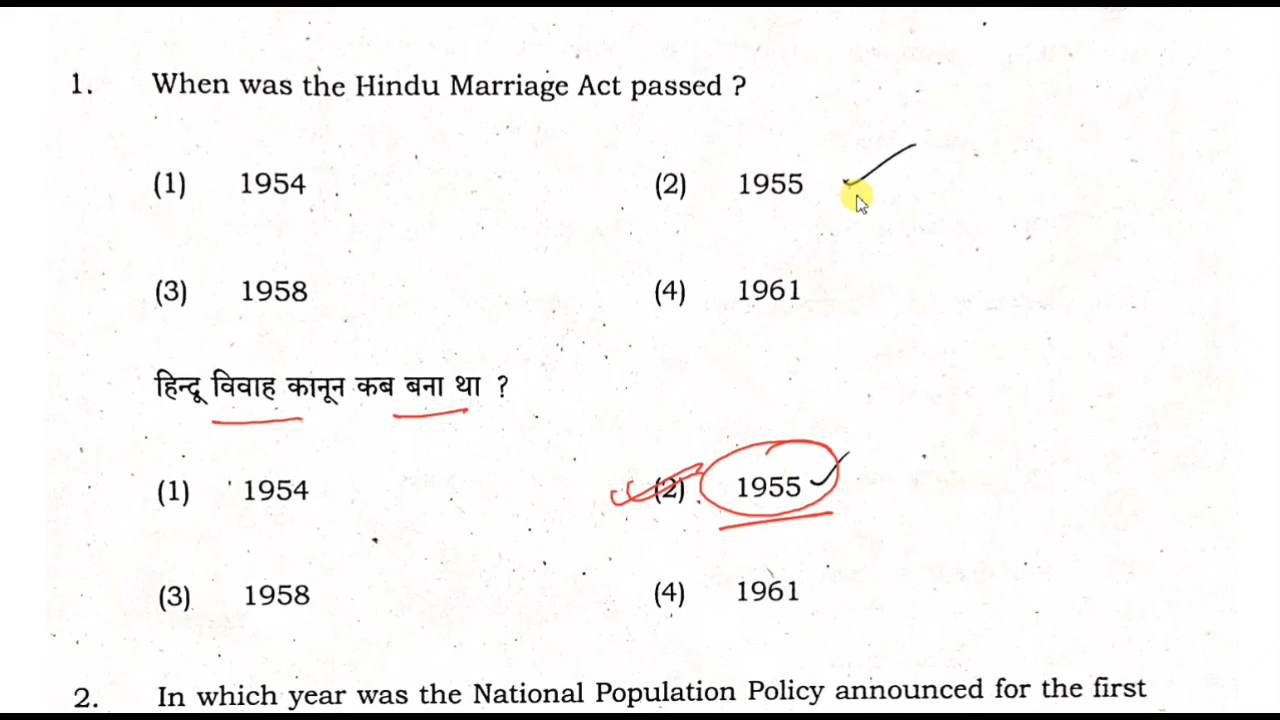 1. When was the Hindu Marriage Act passed ?
(1) 1954 (2) 1955
(3) 1958 (4) 1961
हिन्दू विवाह कानून कब बना था ?
(1) 1954 (2) 1955
(3) 1958 (4) 1961
2. In which year was the National Population Policy announced for the first